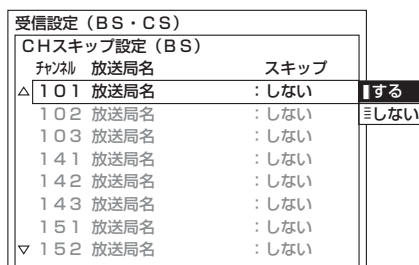 受信設定（ＢＳ・ＣＳ）
ＣＨスキップ設定（ＢＳ）
ﾁｬﾝﾈﾙ 放送局名 スキップ
△ １０１ 放送局名 ：しない する
１０２ 放送局名 ：しない しない
１０３ 放送局名 ：しない
１４１ 放送局名 ：しない
１４２ 放送局名 ：しない
１４３ 放送局名 ：しない
１５１ 放送局名 ：しない
▽ １５２ 放送局名 ：しない